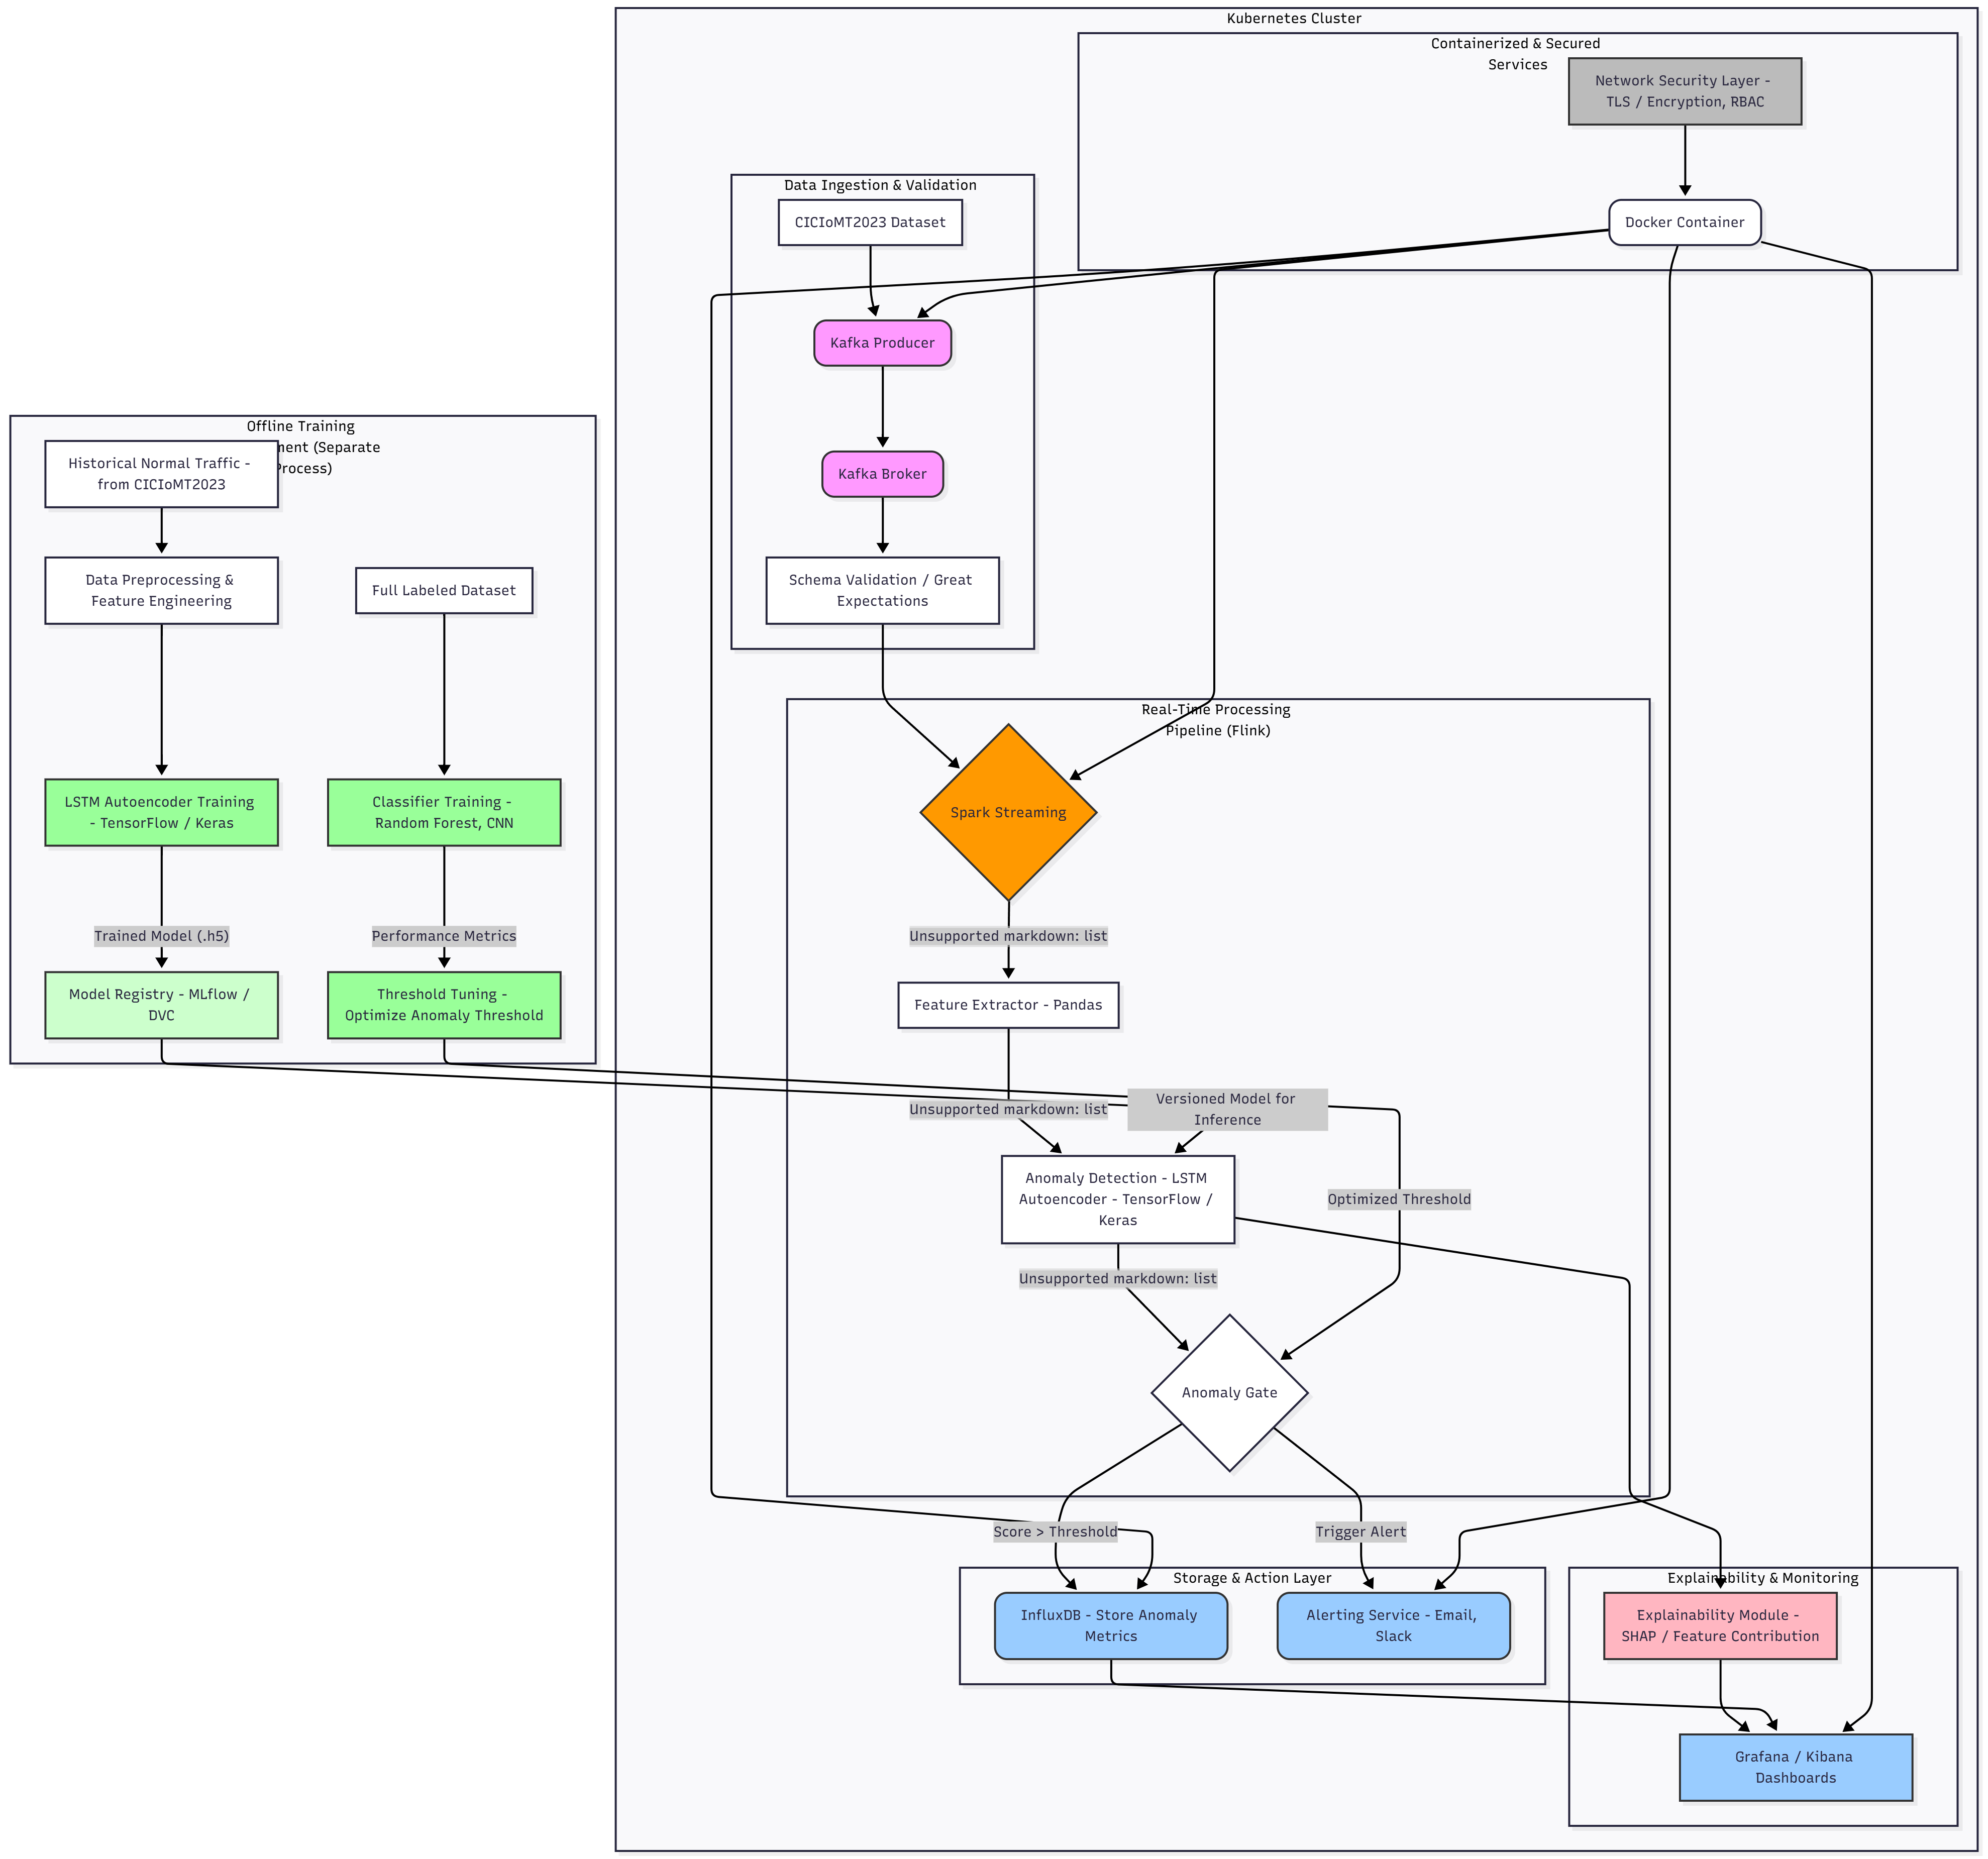 Kubernetes Cluster
Containerized & Secured
Services
Network Security Layer -
TLS / Encryption, RBAC
Docker Container
Data Ingestion & Validation
CICIoMT2023 Dataset
Kafka Producer
Kafka Broker
Schema Validation / Great
Expectations
Offline Training
ment (Separate
Process)
Historical Normal Traffic -
from CICIoMT2023
Data Preprocessing &
Feature Engineering
Full Labeled Dataset
LSTM Autoencoder Training
- TensorFlow / Keras
Classifier Training -
Random Forest, CNN
Trained Model (.h5)
Performance Metrics
Model Registry - MLflow /
DVC
Threshold Tuning -
Optimize Anomaly Threshold
Real-Time Processing
Pipeline (Flink)
Spark Streaming
Unsupported markdown: list
Feature Extractor - Pandas
Unsupported markdown: list
Versioned Model for
Inference
Anomaly Detection - LSTM
Autoencoder - TensorFlow /
Keras
Optimized Threshold
Unsupported markdown: list
Anomaly Gate
Score > Threshold
Trigger Alert
Storage & Action Layer
InfluxDB - Store Anomaly
Metrics
Alerting Service - Email,
Slack
Explainability & Monitoring
Explainability Module -
SHAP / Feature Contribution
Grafana / Kibana
Dashboards